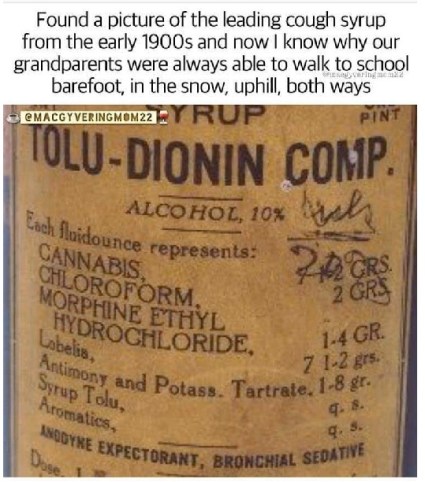 Found a picture of the leading cough syrup
from the early 1900s and now I know why our
grandparents were always able to walk to school
barefoot, in the snow, uphill, both ways
@MACGYVERINGMOM22
SYRUP PINT
TOLU-DIONIN COMP.
ALCOHOL, 10%
Each fluidounce represents:
CANNABIS, GRS.
CHLOROFORM, 2 GRS
MORPHINE ETHYL
HYDROCHLORIDE, 1-4 GR.
Lobelia, 7 1-2 grs.
Antimony and Potass. Tartrate, 1-8 gr.
Syrup Tolu, q. s.
Aromatics, q. s.
ANODYNE EXPECTORANT, BRONCHIAL SEDATIVE
Dose